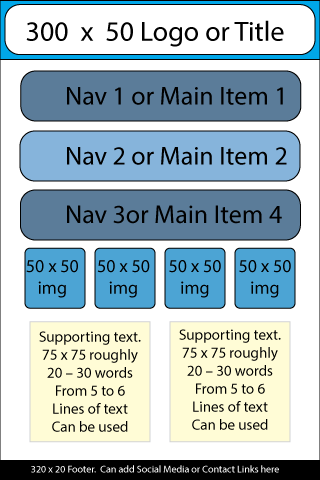 300 x 50 Logo or Title
Nav 1 or Main Item 1
Nav 2 or Main Item 2
Nav 3or Main Item 4
50 x 50
img
50 x 50
img
50 x 50
img
50 x 50
img
Supporting text.
75 x 75 roughly
20 – 30 words
From 5 to 6
Lines of text
Can be used
Supporting text.
75 x 75 roughly
20 – 30 words
From 5 to 6
Lines of text
Can be used
320 x 20 Footer. Can add Social Media or Contact Links here